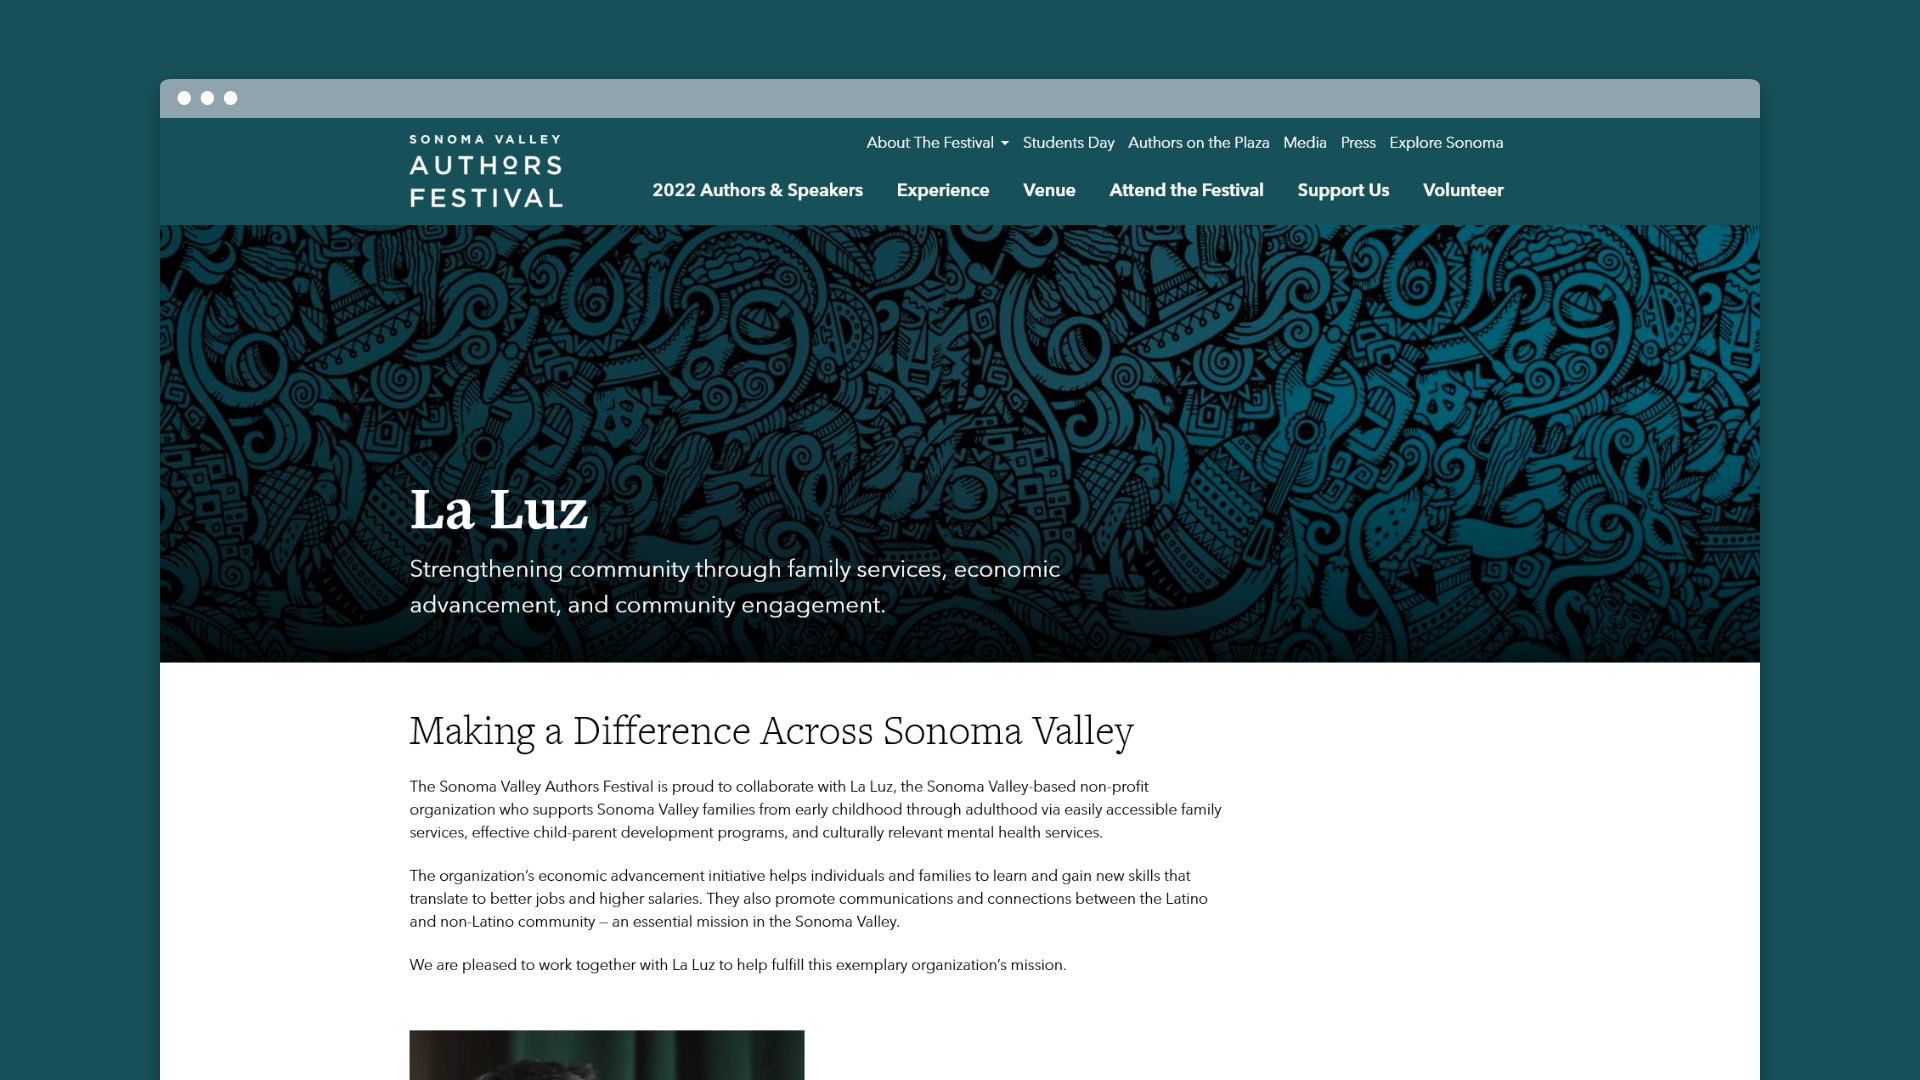 SONOMA VALLEY
AUTHORS
FESTIVAL
About The Festival Students Day Authors on the Plaza Media Press Explore Sonoma
2022 Authors & Speakers Experience Venue Attend the Festival Support Us Volunteer
La Luz
Strengthening community through family services, economic
advancement, and community engagement.
Making a Difference Across Sonoma Valley
The Sonoma Valley Authors Festival is proud to collaborate with La Luz, the Sonoma Valley-based non-profit
organization who supports Sonoma Valley families from early childhood through adulthood via easily accessible family
services, effective child-parent development programs, and culturally relevant mental health services.
The organization’s economic advancement initiative helps individuals and families to learn and gain new skills that
translate to better jobs and higher salaries. They also promote communications and connections between the Latino
and non-Latino community – an essential mission in the Sonoma Valley.
We are pleased to work together with La Luz to help fulfill this exemplary organization’s mission.